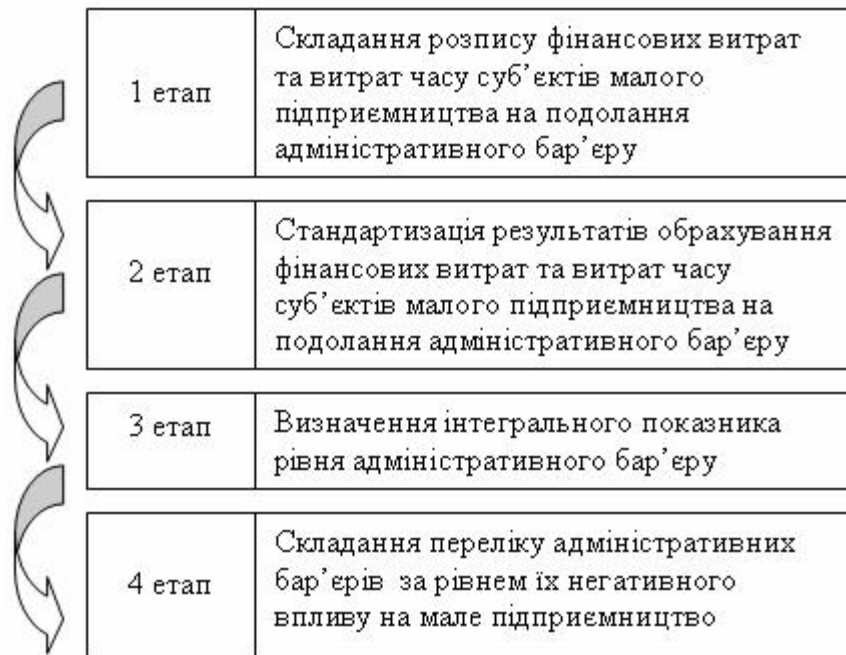 1 етап
Складання розпису фінансових витрат
та витрат часу суб’єктів малого
підприємництва на подолання
адміністративного бар’єру
2 етап
Стандартизація результатів обрахування
фінансових витрат та витрат часу
суб’єктів малого підприємництва на
подолання адміністративного бар’єру
3 етап
Визначення інтегрального показника
рівня адміністративного бар’єру
4 етап
Складання переліку адміністративних
бар’єрів за рівнем їх негативного
впливу на мале підприємництво